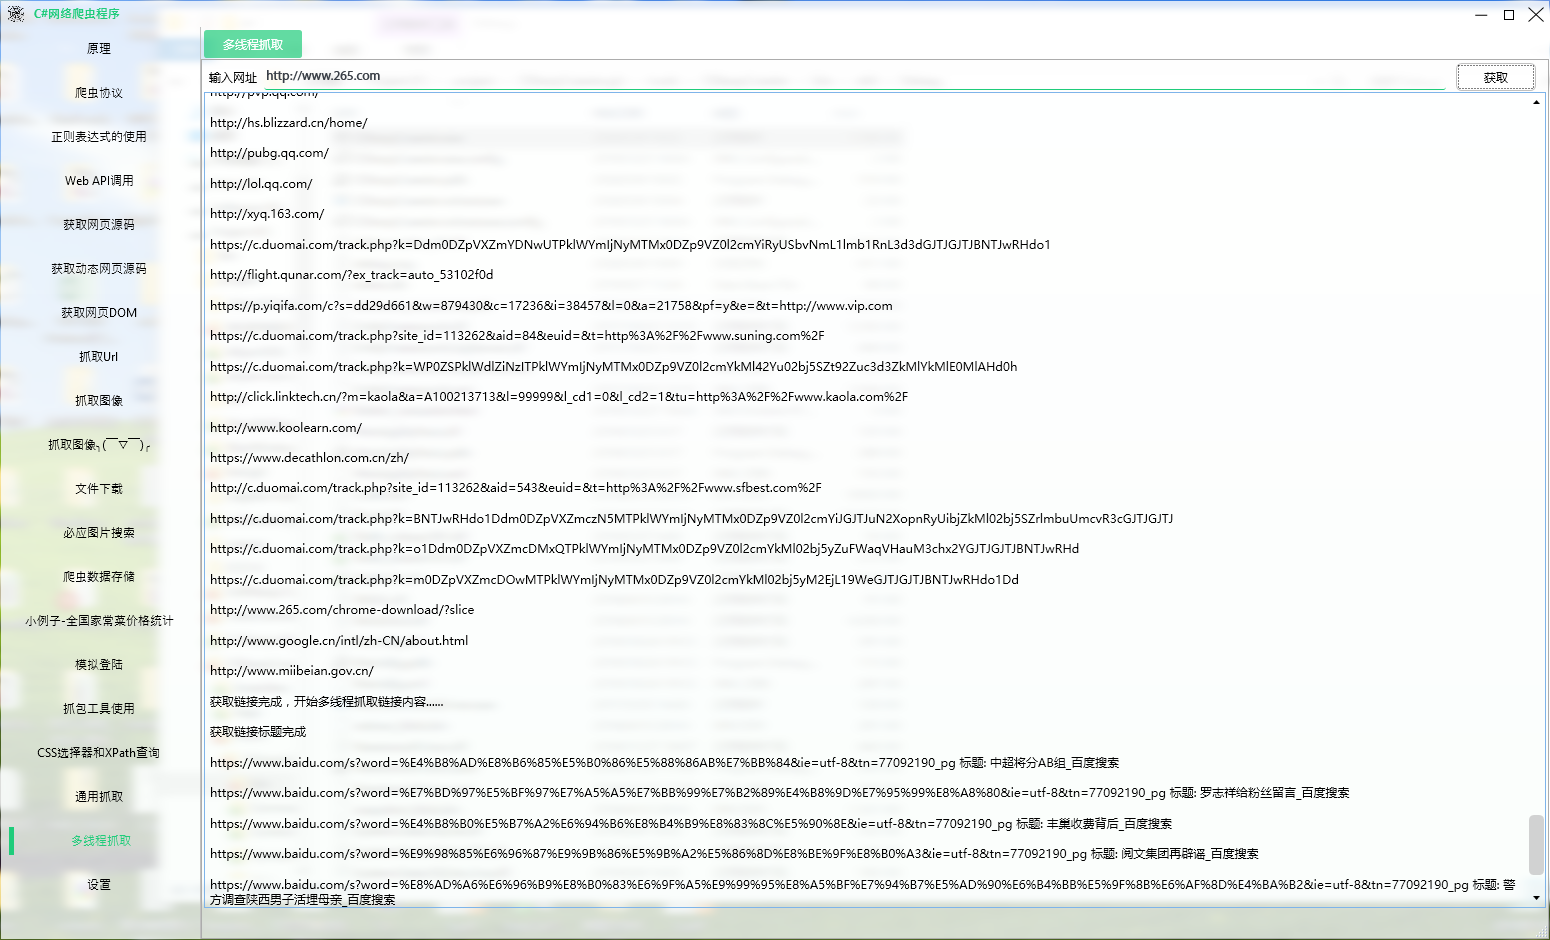 C#网络爬虫程序
原理
爬虫协议
正则表达式的使用
Web API调用
获取网页源码
获取动态网页源码
获取网页DOM
抓取Url
抓取图像
抓取图像╮(￣▽￣)╭
文件下载
必应图片搜索
爬虫数据存储
小例子-全国家常菜价格统计
模拟登陆
抓包工具使用
CSS选择器和XPath查询
通用抓取
多线程抓取
设置
多线程抓取
输入网址 http://www.265.com 获取
http://pvp.qq.com/
http://hs.blizzard.cn/home/
http://pubg.qq.com/
http://lol.qq.com/
http://xyq.163.com/
https://c.duomai.com/track.php?k=Ddm0DZpVXZmYDNwUTPklWYmIjNyMTMx0DZp9VZ0l2cmYiRyUSbvNmL1lmb1RnL3d3dGJTJGJTJBNTJwRHdo1
http://flight.qunar.com/?ex_track=auto_53102f0d
https://p.yiqifa.com/c?s=dd29d661&w=879430&c=17236&i=38457&l=0&a=21758&pf=y&e=&t=http://www.vip.com
https://c.duomai.com/track.php?site_id=113262&aid=84&euid=&t=http%3A%2F%2Fwww.suning.com%2F
https://c.duomai.com/track.php?k=WP0ZSPklWdlZiNzITPklWYmIjNyMTMx0DZp9VZ0l2cmYkMl42Yu02bj5SZt92Zuc3d3ZkMlYkMlE0MlAHd0h
http://click.linktech.cn/?m=kaola&a=A100213713&l=99999&l_cd1=0&l_cd2=1&tu=http%3A%2F%2Fwww.kaola.com%2F
http://www.koolearn.com/
https://www.decathlon.com.cn/zh/
http://c.duomai.com/track.php?site_id=113262&aid=543&euid=&t=http%3A%2F%2Fwww.sfbest.com%2F
https://c.duomai.com/track.php?k=BNTJwRHdo1Ddm0DZpVXZmczN5MTPklWYmIjNyMTMx0DZp9VZ0l2cmYiJGJTJuN2XopnRyUibjZkMl02bj5SZrlmbuUmcvR3cGJTJGJTJ
https://c.duomai.com/track.php?k=o1Ddm0DZpVXZmcDMxQTPklWYmIjNyMTMx0DZp9VZ0l2cmYkMl02bj5yZuFWaqVHauM3chx2YGJTJGJTJBNTJwRHd
https://c.duomai.com/track.php?k=m0DZpVXZmcDOwMTPklWYmIjNyMTMx0DZp9VZ0l2cmYkMl02bj5yM2EjL19WeGJTJGJTJBNTJwRHdo1Dd
http://www.265.com/chrome-download/?slice
http://www.google.cn/intl/zh-CN/about.html
http://www.miibeian.gov.cn/
获取链接完成，开始多线程抓取链接内容......
获取链接标题完成
https://www.baidu.com/s?word=%E4%B8%AD%E8%B6%85%E5%B0%86%E5%88%86AB%E7%BB%84&ie=utf-8&tn=77092190_pg 标题: 中超将分AB组_百度搜索
https://www.baidu.com/s?word=%E7%BD%97%E5%BF%97%E7%A5%A5%E7%BB%99%E7%B2%89%E4%B8%9D%E7%95%99%E8%A8%80&ie=utf-8&tn=77092190_pg 标题: 罗志祥给粉丝留言_百度搜索
https://www.baidu.com/s?word=%E4%B8%B0%E5%B7%A2%E6%94%B6%E8%B4%B9%E8%83%8C%E5%90%8E&ie=utf-8&tn=77092190_pg 标题: 丰巢收费背后_百度搜索
https://www.baidu.com/s?word=%E9%98%85%E6%96%87%E9%9B%86%E5%9B%A2%E5%86%8D%E8%BE%9F%E8%B0%A3&ie=utf-8&tn=77092190_pg 标题: 阅文集团再辟谣_百度搜索
https://www.baidu.com/s?word=%E8%AD%A6%E6%96%B9%E8%B0%83%E6%9F%A5%E9%99%95%E8%A5%BF%E7%94%B7%E5%AD%90%E6%B4%BB%E5%9F%8B%E6%AF%8D%E4%BA%B2&ie=utf-8&tn=77092190_pg 标题: 警
方调查陕西男子活埋母亲_百度搜索